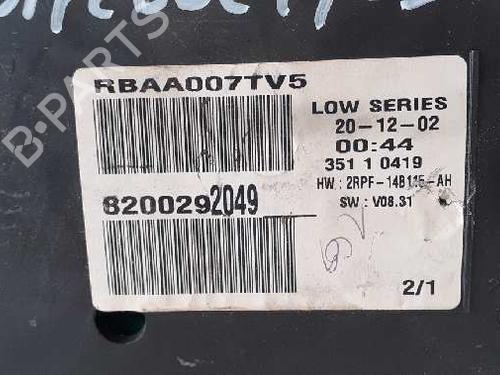 B-PARTS
RBAA007TV5
LOW SERIES
20-12-02
00:44
351 1 0419
HW : 2RPF-14B115-AH
SW : V08.31
8200292049
2/1